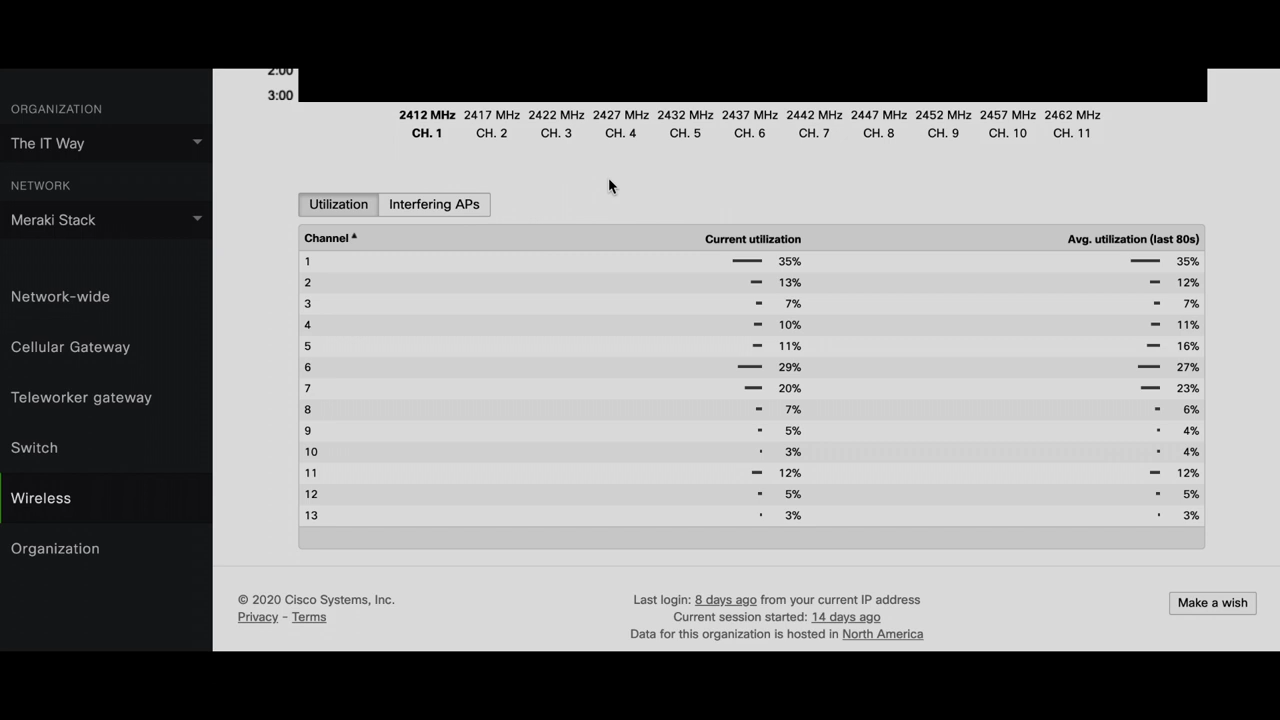 2:00
3:00
2412 MHz 2417 MHz 2422 MHz 2427 MHz 2432 MHz 2437 MHz 2442 MHz 2447 MHz 2452 MHz 2457 MHz 2462 MHz
CH. 1 CH. 2 CH. 3 CH. 4 CH. 5 CH. 6 CH. 7 CH. 8 CH. 9 CH. 10 CH. 11
ORGANIZATION
The IT Way
NETWORK
Meraki Stack
Network-wide
Cellular Gateway
Teleworker gateway
Switch
Wireless
Organization
Utilization Interfering APs
Channel Current utilization Avg. utilization (last 80s)
1 35% 35%
2 13% 12%
3 7% 7%
4 10% 11%
5 11% 16%
6 29% 27%
7 20% 23%
8 7% 6%
9 5% 4%
10 3% 4%
11 12% 12%
12 5% 5%
13 3% 3%
© 2020 Cisco Systems, Inc.
Privacy - Terms
Last login: 8 days ago from your current IP address
Current session started: 14 days ago
Data for this organization is hosted in North America
Make a wish